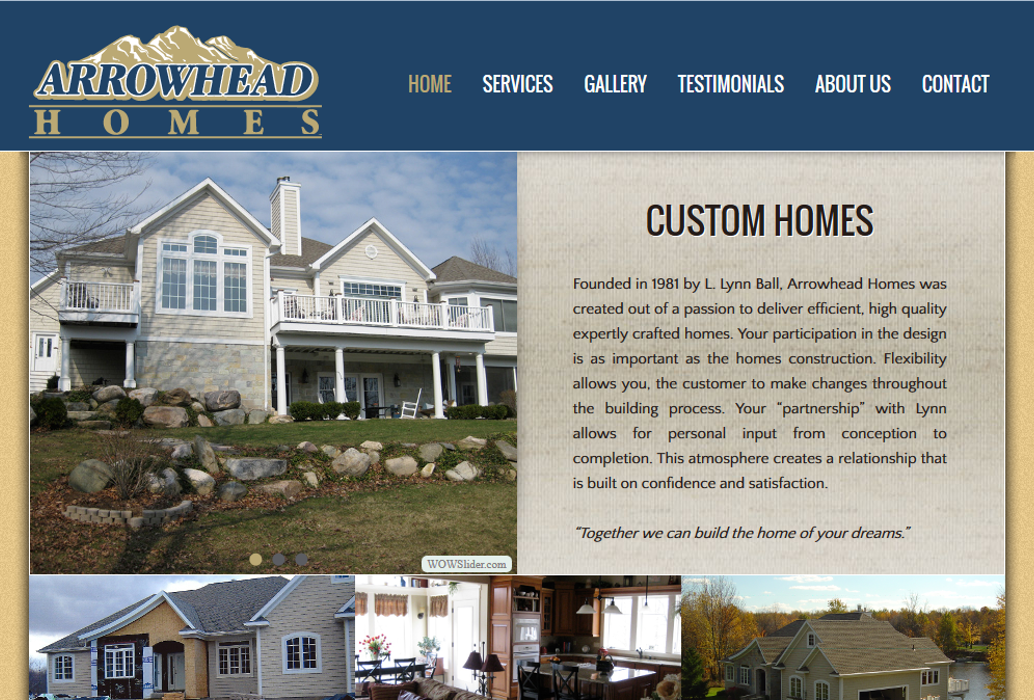 ARROWHEAD
HOMES
HOME SERVICES GALLERY TESTIMONIALS ABOUT US CONTACT
CUSTOM HOMES
Founded in 1981 by L. Lynn Ball, Arrowhead Homes was
created out of a passion to deliver efficient, high quality
expertly crafted homes. Your participation in the design
is as important as the homes construction. Flexibility
allows you, the customer to make changes throughout
the building process. Your “partnership” with Lynn
allows for personal input from conception to
completion. This atmosphere creates a relationship that
is built on confidence and satisfaction.
“Together we can build the home of your dreams.”
WOWSlider.com